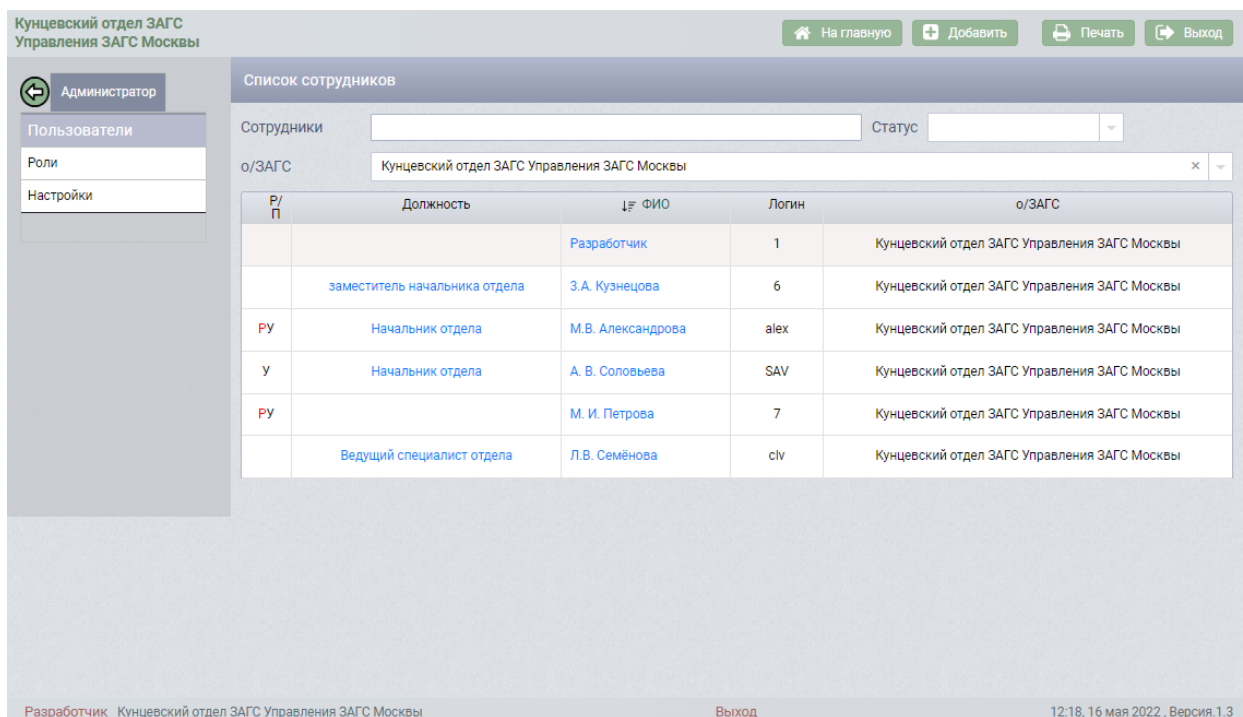 Кунцевский отдел ЗАГС
Управления ЗАГС Москвы
На главную Добавить Печать Выход
Администратор
Пользователи
Роли
Настройки
Список сотрудников
Сотрудники Статус
о/ЗАГС Кунцевский отдел ЗАГС Управления ЗАГС Москвы
Р/
П Должность ФИО Логин о/ЗАГС
Разработчик 1 Кунцевский отдел ЗАГС Управления ЗАГС Москвы
заместитель начальника отдела З.А. Кузнецова 6 Кунцевский отдел ЗАГС Управления ЗАГС Москвы
РУ Начальник отдела М.В. Александрова alex Кунцевский отдел ЗАГС Управления ЗАГС Москвы
У Начальник отдела А. В. Соловьева SAV Кунцевский отдел ЗАГС Управления ЗАГС Москвы
РУ М. И. Петрова 7 Кунцевский отдел ЗАГС Управления ЗАГС Москвы
Ведущий специалист отдела Л.В. Семёнова clv Кунцевский отдел ЗАГС Управления ЗАГС Москвы
Разработчик Кунцевский отдел ЗАГС Управления ЗАГС Москвы Выход 12:18, 16 мая 2022 , Версия.1.3